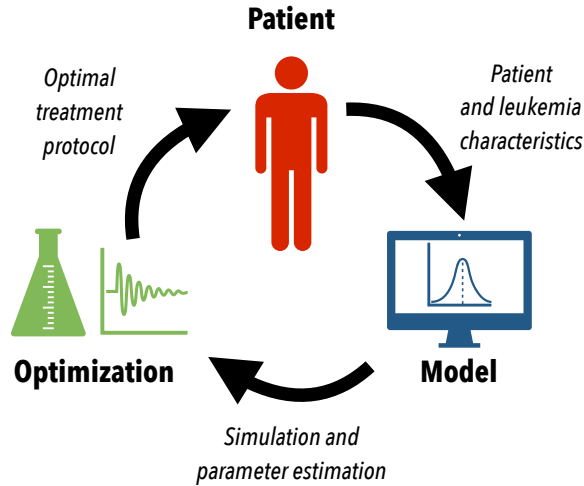 Patient
Optimal
treatment
protocol
Patient
and leukemia
characteristics
Optimization
Model
Simulation and
parameter estimation